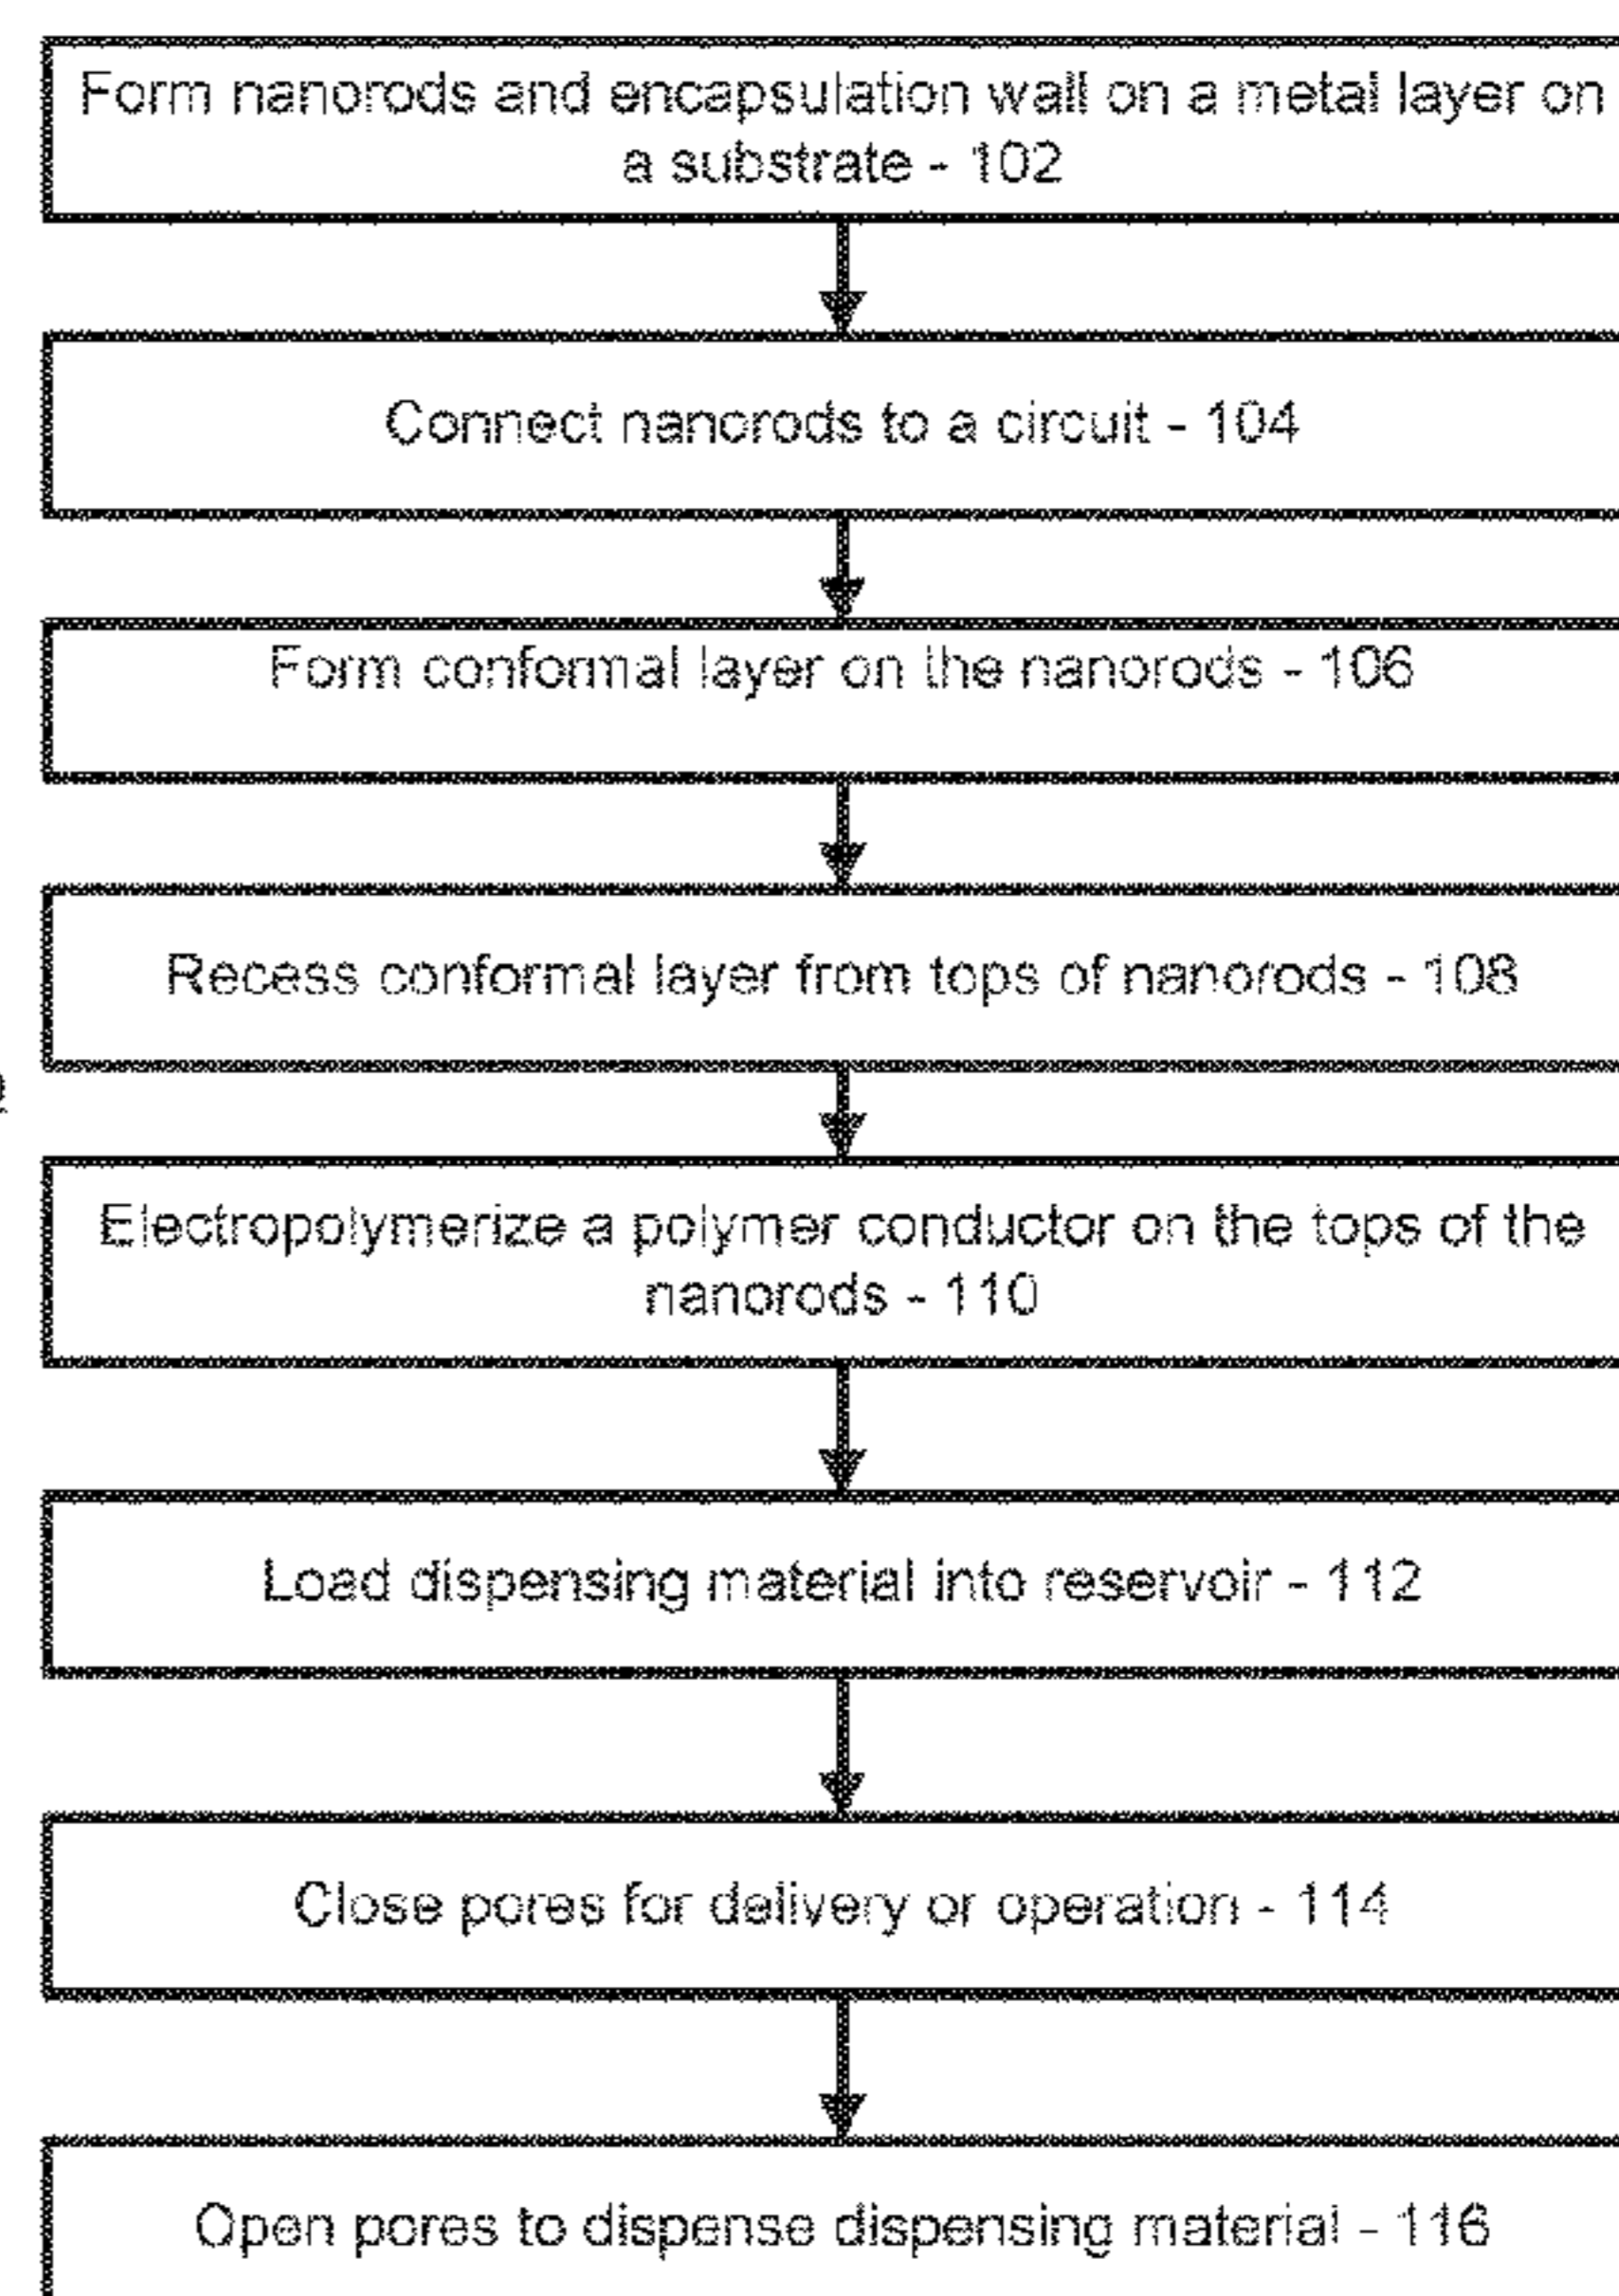 Form nanorods and encapsulation wall on a metal layer on
a substrate - 102
Connect nanorods to a circuit - 104
Form conformal layer on the nanorods - 106
Recess conformal layer from tops of nanorods - 108
Electropolymerize a polymer conductor on the tops of the
nanorods - 110
Load dispensing material into reservoir - 112
Close pores for delivery or operation - 114
Open pores to dispense dispensing material - 116